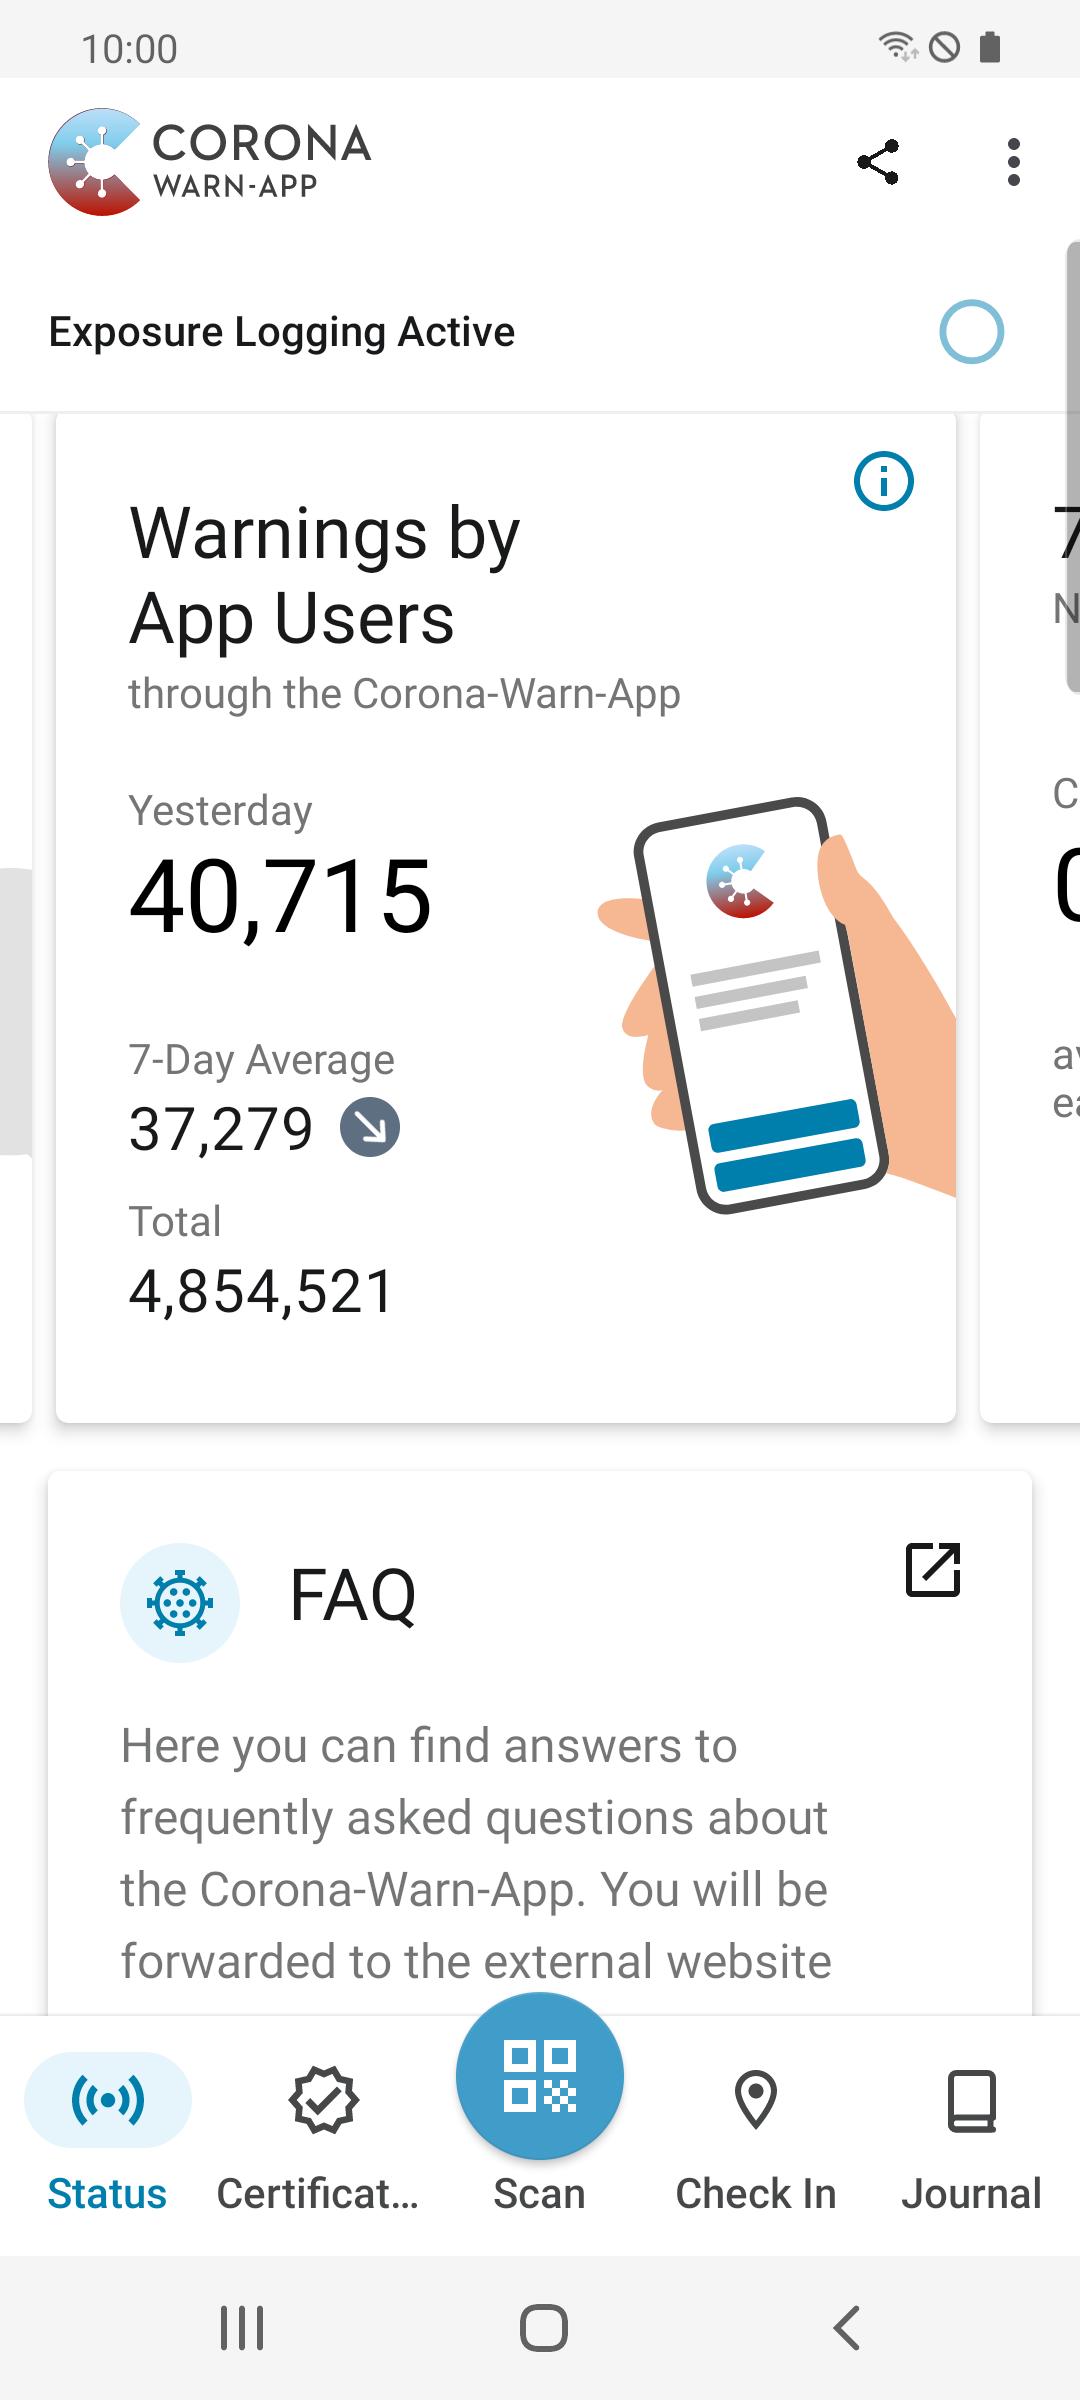 10:00
CORONA
WARN-APP
Exposure Logging Active
Warnings by
App Users
through the Corona-Warn-App
Yesterday
40,715
7-Day Average
37,279
Total
4,854,521
FAQ
Here you can find answers to
frequently asked questions about
the Corona-Warn-App. You will be
forwarded to the external website
Status
Certificat...
Scan
Check In
Journal